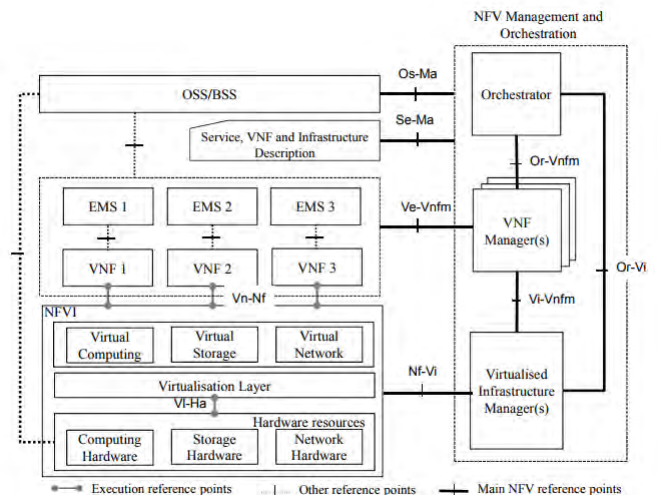 NFV Management and
Orchestration
Os-Ma
OSS/BSS
Orchestrator
Se-Ma
Service, VNF and Infrastructure
Description
Or-Vnfm
EMS 1
EMS 2
EMS 3
Ve-Vnfm
VNF
Manager(s)
VNF 1
VNF 2
VNF 3
Or-Vi
Vn-Nf
Vi-Vnfm
NFVI
Virtual
Computing
Virtual
Storage
Virtual
Network
Nf-Vi
Virtualisation Layer
Virtualised
Infrastructure
Manager(s)
Vl-Ha
Hardware resources
Computing
Hardware
Storage
Hardware
Network
Hardware
Execution reference points
Other reference points
Main NFV reference points